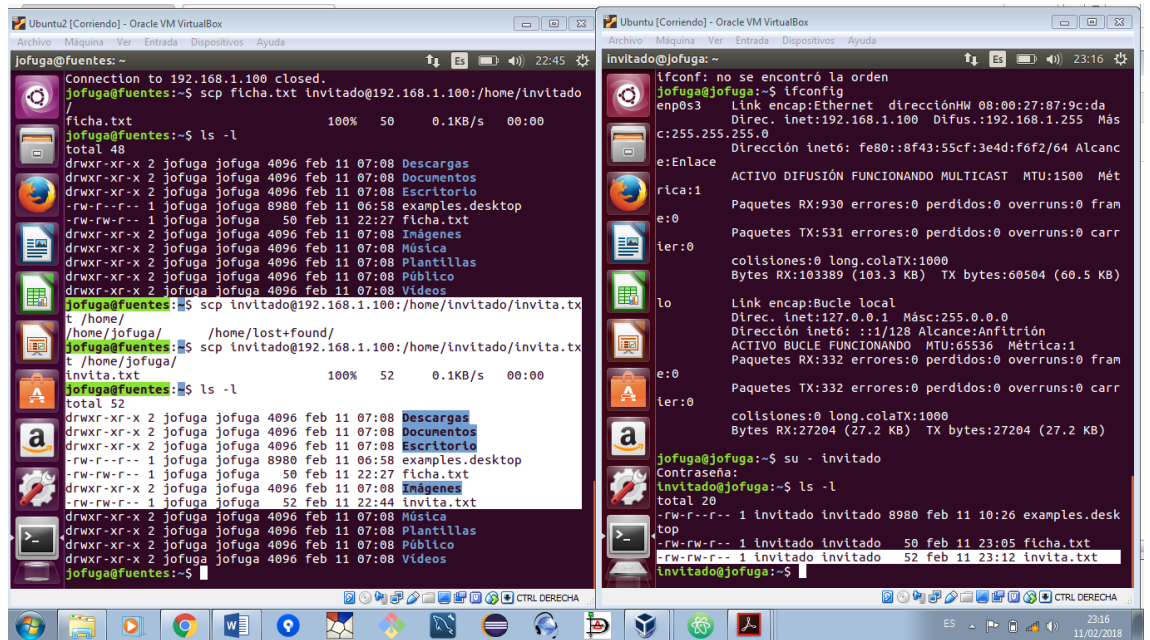 Ubuntu2 [Corriendo] - Oracle VM VirtualBox
Archivo Máquina Ver Entrada Dispositivos Ayuda
jofuga@fuentes: ~
Es
22:45
Connection to 192.168.1.100 closed.
jofuga@fuentes:~$ scp ficha.txt invitado@192.168.1.100:/home/invitado
/
ficha.txt 100% 50 0.1KB/s 00:00
jofuga@fuentes:~$ ls -l
total 48
drwxr-xr-x 2 jofuga jofuga 4096 feb 11 07:08 Descargas
drwxr-xr-x 2 jofuga jofuga 4096 feb 11 07:08 Documentos
drwxr-xr-x 2 jofuga jofuga 4096 feb 11 07:08 Escritorio
-rw-r--r-- 1 jofuga jofuga 8980 feb 11 06:58 examples.desktop
-rw-rw-r-- 1 jofuga jofuga 50 feb 11 22:27 ficha.txt
drwxr-xr-x 2 jofuga jofuga 4096 feb 11 07:08 Imágenes
drwxr-xr-x 2 jofuga jofuga 4096 feb 11 07:08 Música
drwxr-xr-x 2 jofuga jofuga 4096 feb 11 07:08 Plantillas
drwxr-xr-x 2 jofuga jofuga 4096 feb 11 07:08 Público
drwxr-xr-x 2 jofuga jofuga 4096 feb 11 07:08 Vídeos
jofuga@fuentes:~$ scp invitado@192.168.1.100:/home/invitado/invita.tx
t /home/
/home/jofuga/ /home/lost+found/
jofuga@fuentes:~$ scp invitado@192.168.1.100:/home/invitado/invita.tx
t /home/jofuga/
invita.txt 100% 52 0.1KB/s 00:00
jofuga@fuentes:~$ ls -l
total 52
drwxr-xr-x 2 jofuga jofuga 4096 feb 11 07:08 Descargas
drwxr-xr-x 2 jofuga jofuga 4096 feb 11 07:08 Documentos
drwxr-xr-x 2 jofuga jofuga 4096 feb 11 07:08 Escritorio
-rw-r--r-- 1 jofuga jofuga 8980 feb 11 06:58 examples.desktop
-rw-rw-r-- 1 jofuga jofuga 50 feb 11 22:27 ficha.txt
drwxr-xr-x 2 jofuga jofuga 4096 feb 11 07:08 Imágenes
-rw-rw-r-- 1 jofuga jofuga 52 feb 11 22:44 invita.txt
drwxr-xr-x 2 jofuga jofuga 4096 feb 11 07:08 Música
drwxr-xr-x 2 jofuga jofuga 4096 feb 11 07:08 Plantillas
drwxr-xr-x 2 jofuga jofuga 4096 feb 11 07:08 Público
drwxr-xr-x 2 jofuga jofuga 4096 feb 11 07:08 Vídeos
jofuga@fuentes:~$
CTRL DERECHA
Ubuntu [Corriendo] - Oracle VM VirtualBox
Archivo Máquina Ver Entrada Dispositivos Ayuda
invitado@jofuga: ~
Es
23:16
ifconf: no se encontró la orden
jofuga@jofuga:~$ ifconfig
enp0s3 Link encap:Ethernet direcciónHW 08:00:27:87:9c:da
Direc. inet:192.168.1.100 Difus.:192.168.1.255 Más
c:255.255.255.0
Dirección inet6: fe80::8f43:55cf:3e4d:f6f2/64 Alcanc
e:Enlace
ACTIVO DIFUSIÓN FUNCIONANDO MULTICAST MTU:1500 Mét
rica:1
Paquetes RX:930 errores:0 perdidos:0 overruns:0 fram
e:0
Paquetes TX:531 errores:0 perdidos:0 overruns:0 carr
ier:0
colisiones:0 long.colaTX:1000
Bytes RX:103389 (103.3 KB) TX bytes:60504 (60.5 KB)
lo Link encap:Bucle local
Direc. inet:127.0.0.1 Másc:255.0.0.0
Dirección inet6: ::1/128 Alcance:Anfitrión
ACTIVO BUCLE FUNCIONANDO MTU:65536 Métrica:1
Paquetes RX:332 errores:0 perdidos:0 overruns:0 fram
e:0
Paquetes TX:332 errores:0 perdidos:0 overruns:0 carr
ier:0
colisiones:0 long.colaTX:1000
Bytes RX:27204 (27.2 KB) TX bytes:27204 (27.2 KB)
jofuga@jofuga:~$ su - invitado
Contraseña:
invitado@jofuga:~$ ls -l
total 20
-rw-r--r-- 1 invitado invitado 8980 feb 11 10:26 examples.desk
top
-rw-rw-r-- 1 invitado invitado 50 feb 11 23:05 ficha.txt
-rw-rw-r-- 1 invitado invitado 52 feb 11 23:12 invita.txt
invitado@jofuga:~$
CTRL DERECHA
ES
23:16
11/02/2018